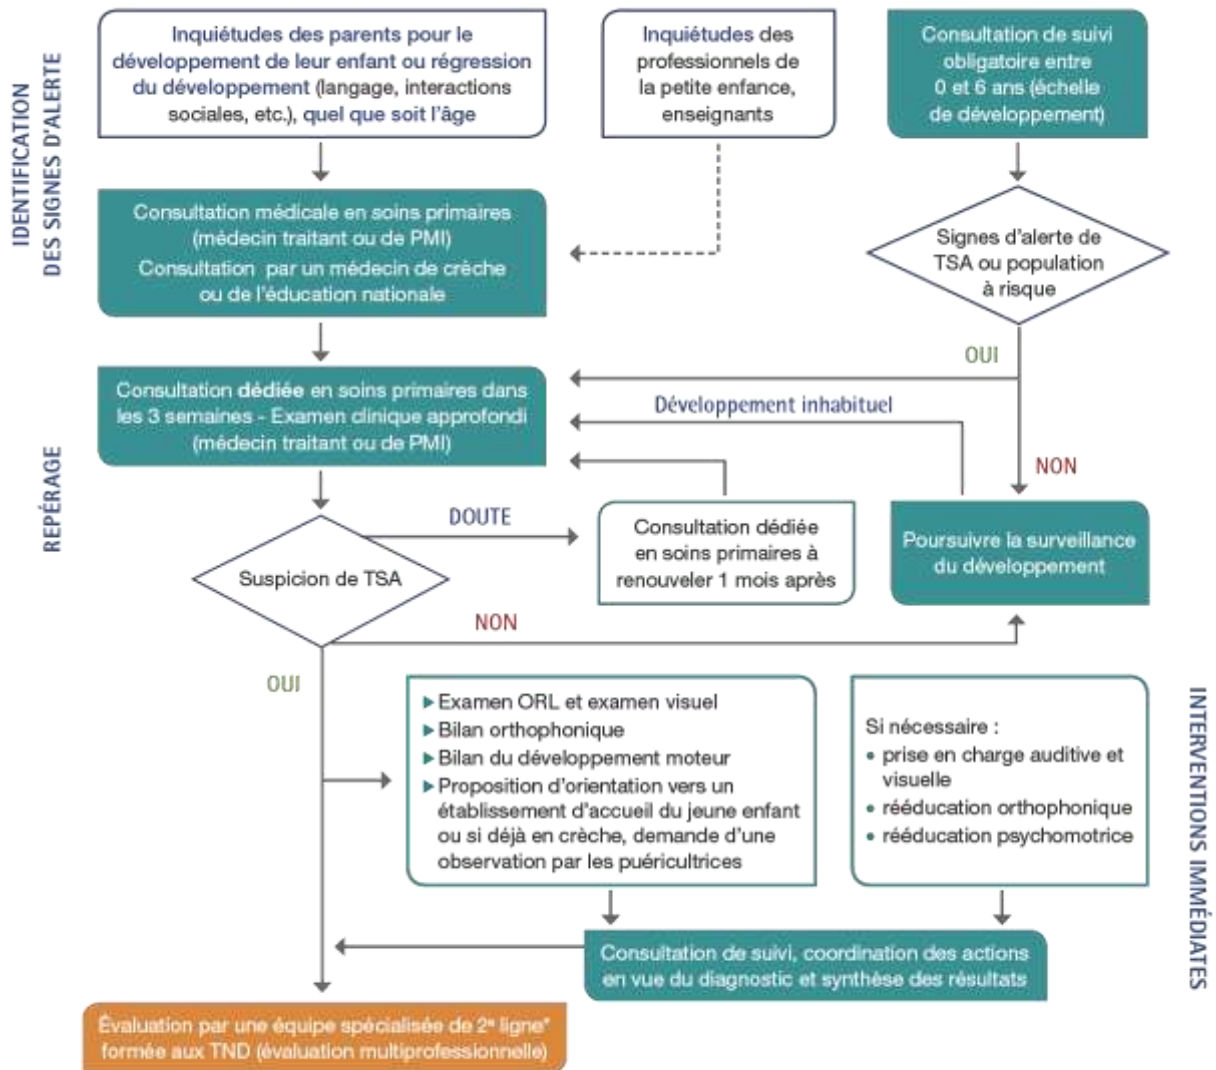 IDENTIFICATION
DES SIGNES D'ALERTE
Inquiétudes des parents pour le
développement de leur enfant ou régression
du développement (langage, interactions
sociales, etc.), quel que soit l'âge
Inquiétudes des
professionnels de
la petite enfance,
enseignants
Consultation de suivi
obligatoire entre
0 et 6 ans (échelle
de développement)
Consultation médicale en soins primaires
(médecin traitant ou de PMI)
Consultation par un médecin de crèche
ou de l'éducation nationale
Signes d'alerte de
TSA ou population
à risque
OUI
NON
REPÉRAGE
Consultation dédiée en soins primaires dans
les 3 semaines - Examen clinique approfondi
(médecin traitant ou de PMI)
Développement inhabituel
Suspicion de TSA
DOUTE
Consultation dédiée
en soins primaires à
renouveler 1 mois après
Poursuivre la surveillance
du développement
NON
OUI
INTERVENTIONS IMMÉDIATES
▶ Examen ORL et examen visuel
▶ Bilan orthophonique
▶ Bilan du développement moteur
▶ Proposition d'orientation vers un
établissement d'accueil du jeune enfant
ou si déjà en crèche, demande d'une
observation par les puéricultrices
Si nécessaire :
• prise en charge auditive et
visuelle
• rééducation orthophonique
• rééducation psychomotrice
Consultation de suivi, coordination des actions
en vue du diagnostic et synthèse des résultats
Évaluation par une équipe spécialisée de 2e ligne*
formée aux TND (évaluation multiprofessionnelle)